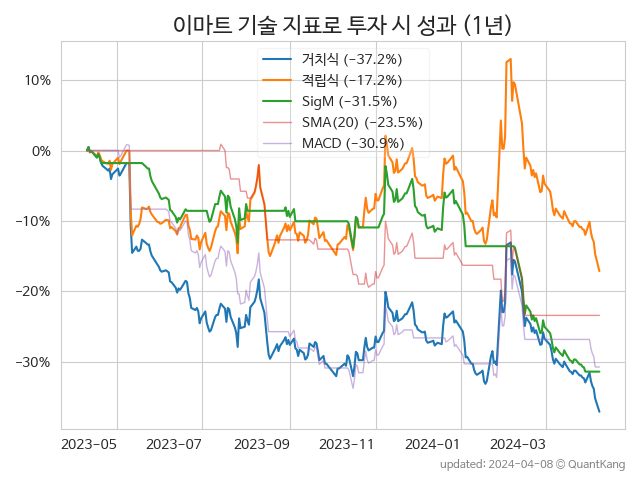 이마트 기술 지표로 투자 시 성과 (1년)
거치식 (−37.2%)
적립식 (−17.2%)
SigM (−31.5%)
SMA(20) (−23.5%)
MACD (−30.9%)
10%
0%
−10%
−20%
−30%
2023-05 2023-07 2023-09 2023-11 2024-01 2024-03
updated: 2024-04-08 © QuantKang